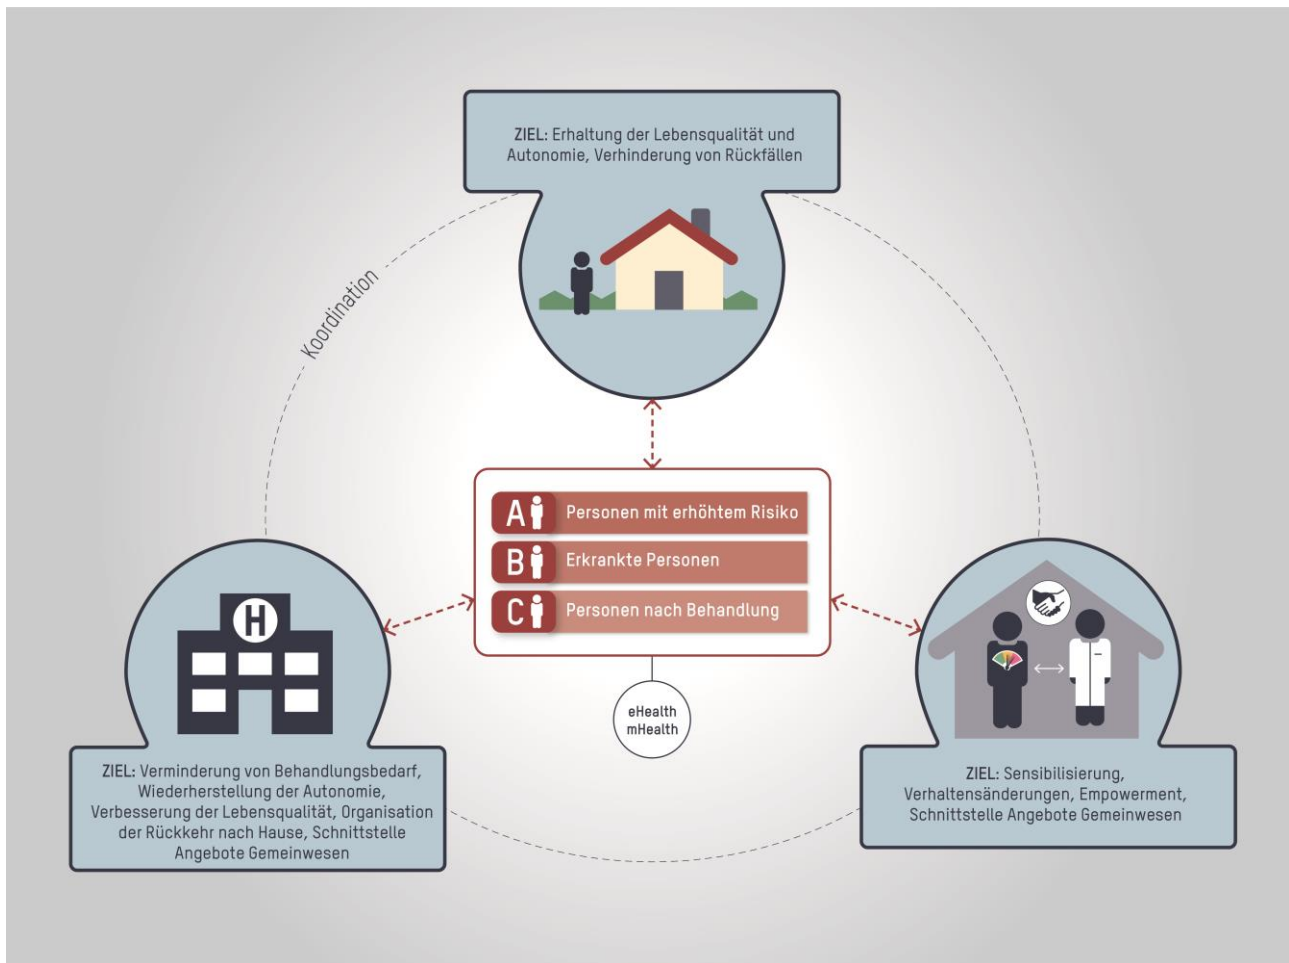 ZIEL: Erhaltung der Lebensqualität und
Autonomie, Verhinderung von Rückfällen
Koordination
A Personen mit erhöhtem Risiko
B Erkrankte Personen
C Personen nach Behandlung
eHealth
mHealth
H
ZIEL: Verminderung von Behandlungsbedarf,
Wiederherstellung der Autonomie,
Verbesserung der Lebensqualität, Organisation
der Rückkehr nach Hause, Schnittstelle
Angebote Gemeinwesen
ZIEL: Sensibilisierung,
Verhaltensänderungen, Empowerment,
Schnittstelle Angebote Gemeinwesen